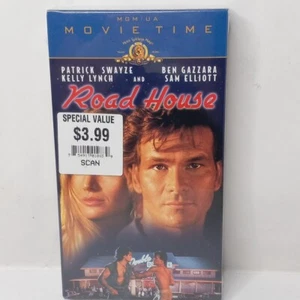 MGM/UA
MOVIE TIME
PATRICK SWAYZE BEN GAZZARA
KELLY LYNCH AND SAM ELLIOTT
Road House
SPECIAL VALUE
$3.99
SCAN
Double